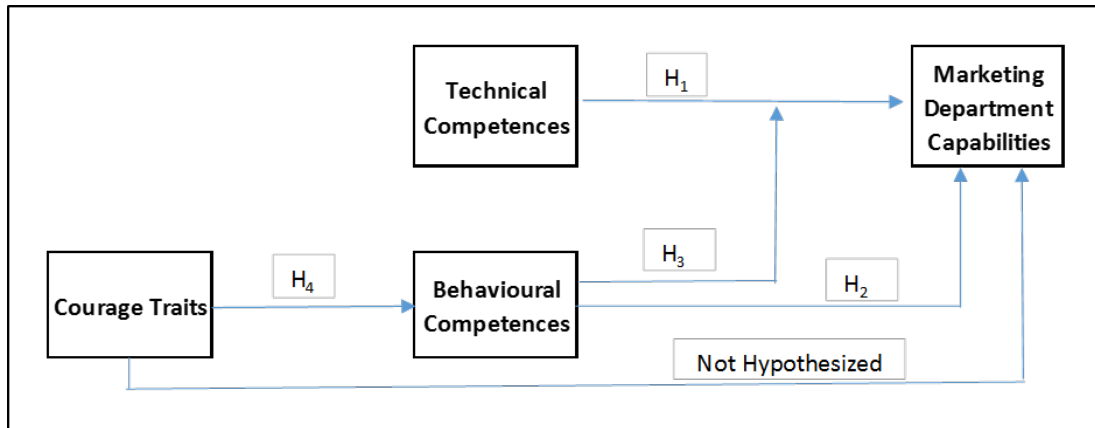 Technical
Competences
H₁
Marketing
Department
Capabilities
Courage Traits
H₄
Behavioural
Competences
H₃
H₂
Not Hypothesized